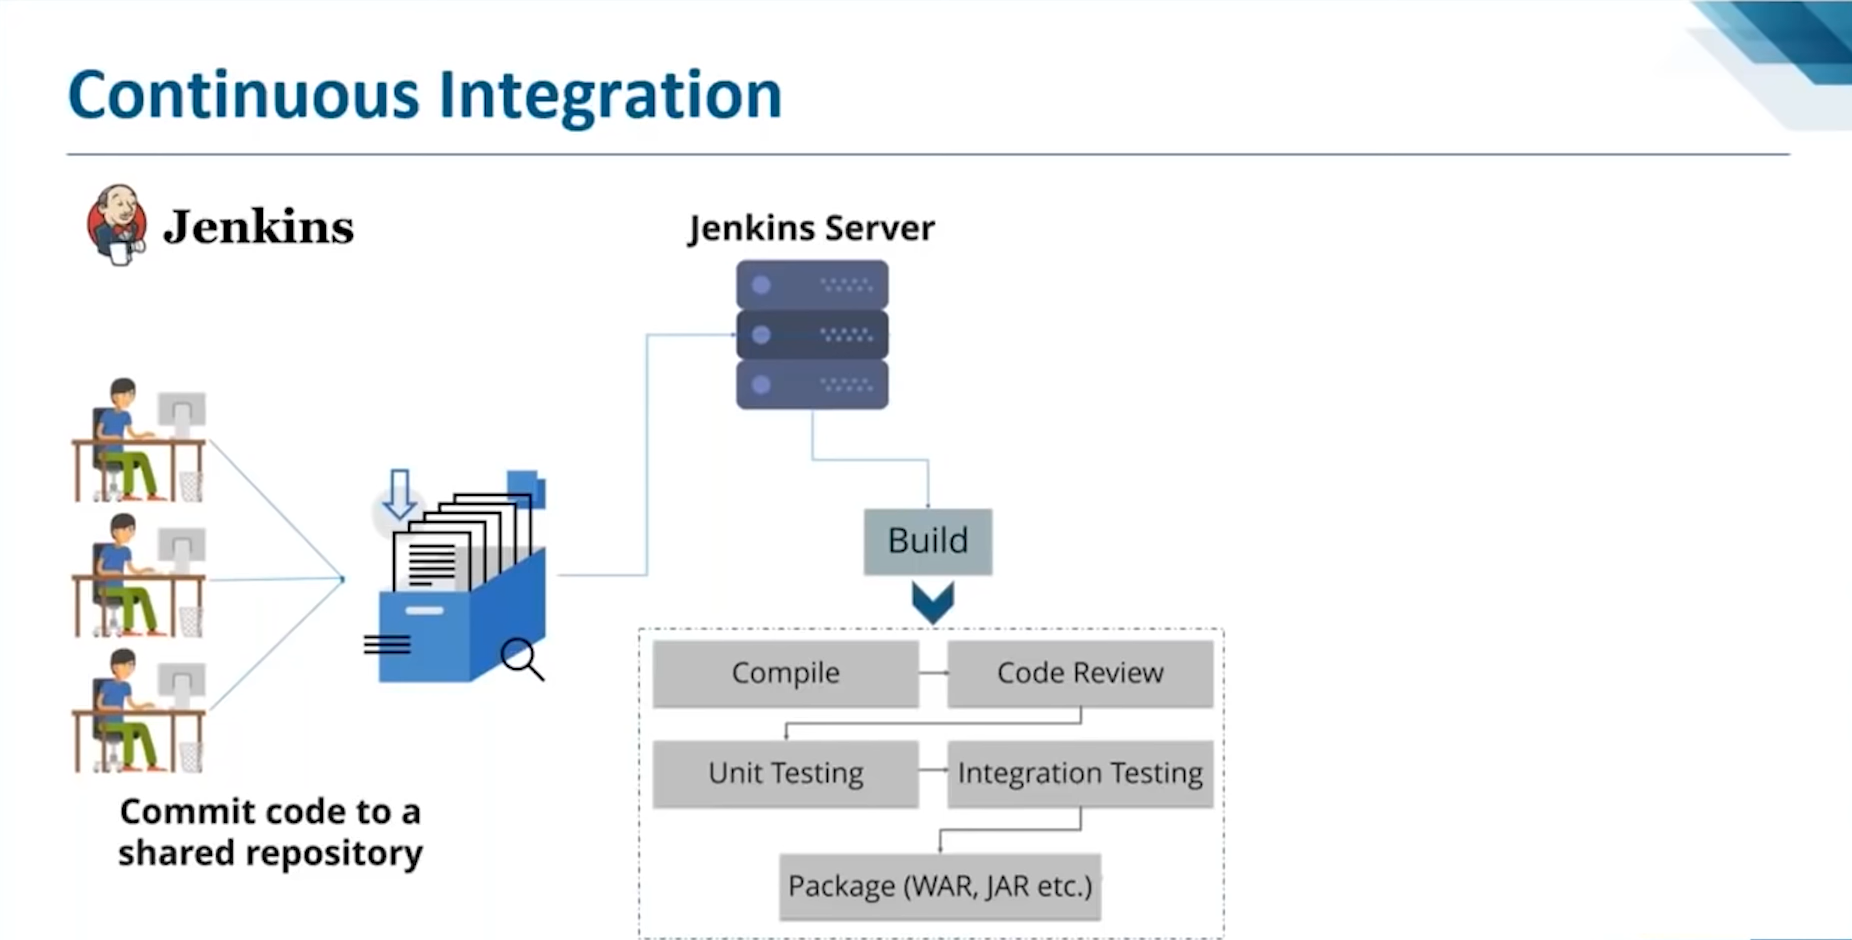 Continuous Integration
Jenkins
Jenkins Server
Build
Compile
Code Review
Unit Testing
Integration Testing
Package (WAR, JAR etc.)
Commit code to a
shared repository